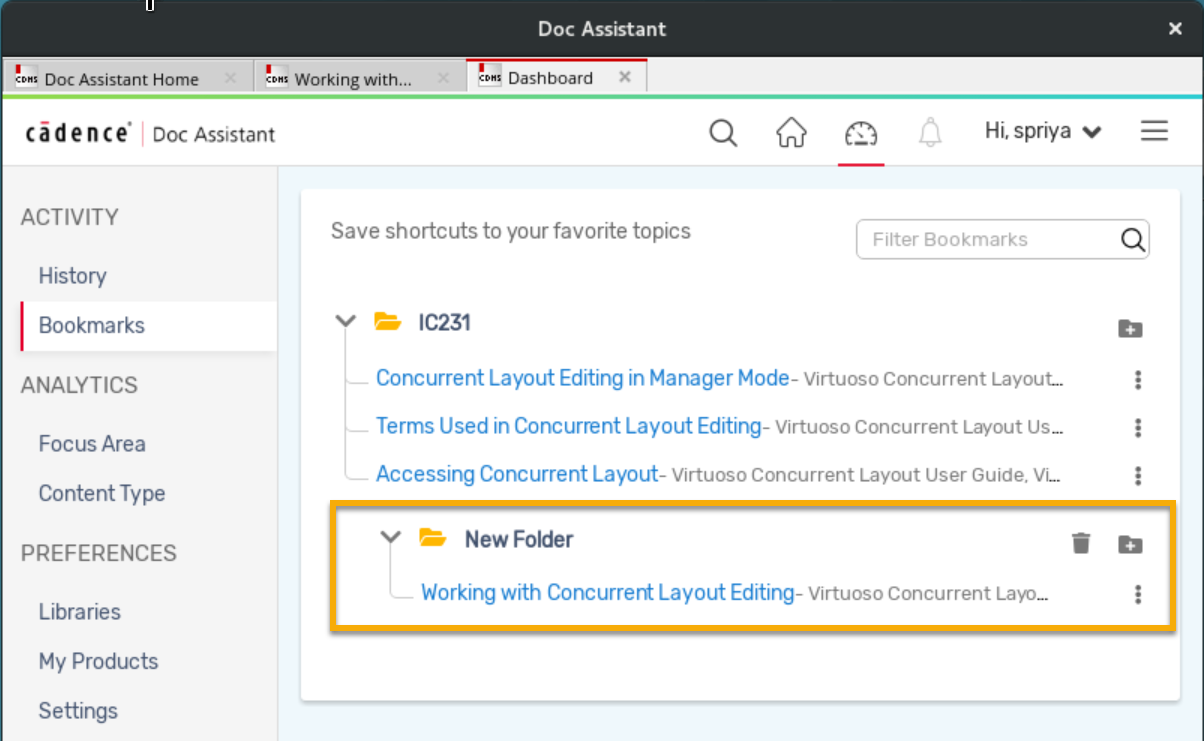 Doc Assistant
CDMS Doc Assistant Home
CDMS Working with...
CDMS Dashboard
cādence® | Doc Assistant
Hi, spriya
ACTIVITY
History
Bookmarks
ANALYTICS
Focus Area
Content Type
PREFERENCES
Libraries
My Products
Settings
Save shortcuts to your favorite topics
Filter Bookmarks
IC231
Concurrent Layout Editing in Manager Mode- Virtuoso Concurrent Layout...
Terms Used in Concurrent Layout Editing- Virtuoso Concurrent Layout Us...
Accessing Concurrent Layout- Virtuoso Concurrent Layout User Guide, Vi...
New Folder
Working with Concurrent Layout Editing- Virtuoso Concurrent Layo...